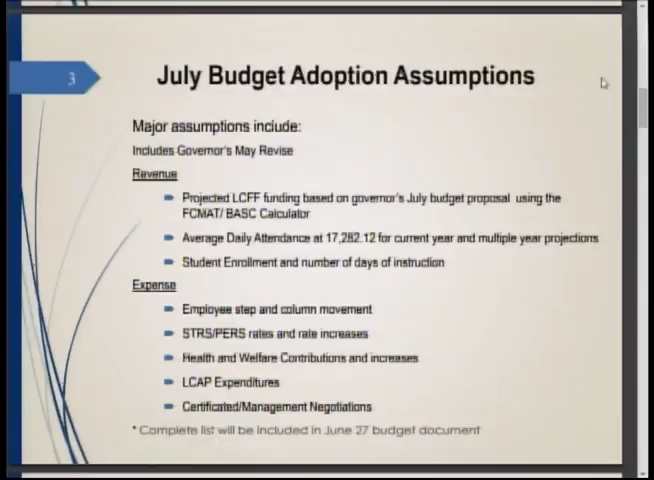 3
July Budget Adoption Assumptions
Major assumptions include:
Includes Governor's May Revise
Revenue
Projected LCFF funding based on governor's July budget proposal using the
FCMAT/ BASC Calculator
Average Daily Attendance at 17,282.12 for current year and multiple year projections
Student Enrollment and number of days of instruction
Expense
Employee step and column movement
STRS/PERS rates and rate increases
Health and Welfare Contributions and increases
LCAP Expenditures
Certificated/Management Negotiations
* Complete list will be included in June 27 budget document